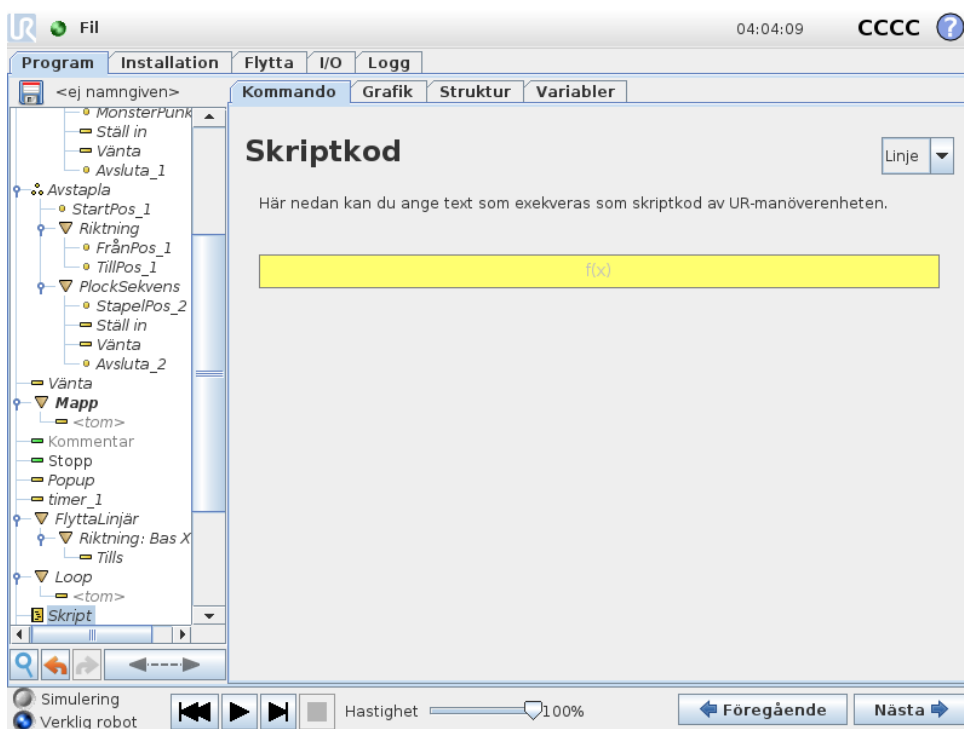 UR Fil 04:04:09 CCCC ?
Program Installation Flytta I/O Logg
<ej namngiven>
Kommando Grafik Struktur Variabler
MönsterPunk
Ställ in
Vänta
Avsluta_1
Avstapla
StartPos_1
Riktning
FrånPos_1
TillPos_1
PlockSekvens
StapelPos_2
Ställ in
Vänta
Avsluta_2
Vänta
Mapp
<tom>
Kommentar
Stopp
Popup
timer_1
FlyttaLinjär
Riktning: Bas X
Tills
Loop
<tom>
Skript
Skriptkod
Linje
Här nedan kan du ange text som exekveras som skriptkod av UR-manöverenheten.
f(x)
Simulering
Verklig robot
Hastighet 100%
Föregående
Nästa